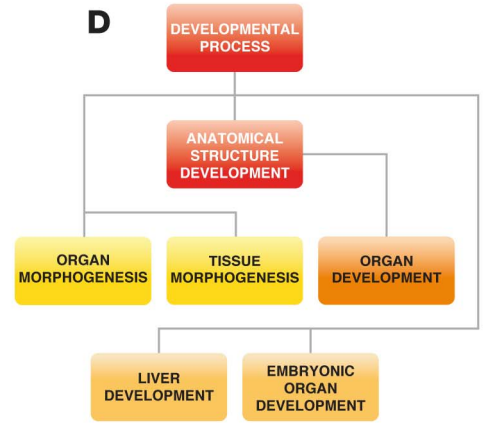 D
DEVELOPMENTAL
PROCESS
ANATOMICAL
STRUCTURE
DEVELOPMENT
ORGAN
MORPHOGENESIS
TISSUE
MORPHOGENESIS
ORGAN
DEVELOPMENT
LIVER
DEVELOPMENT
EMBRYONIC
ORGAN
DEVELOPMENT